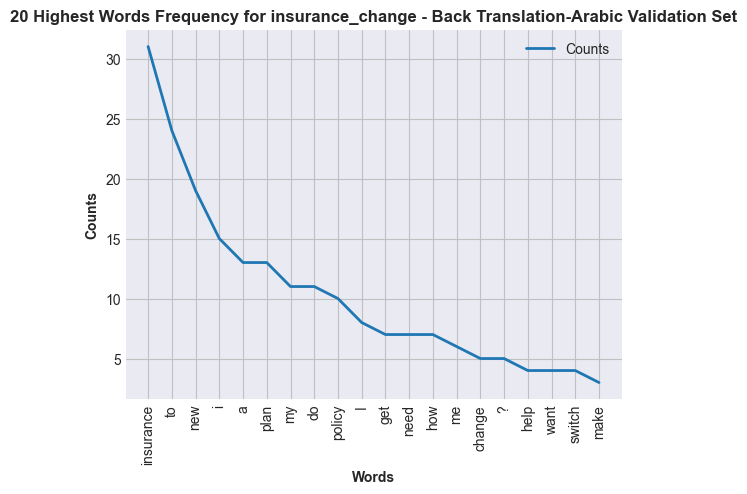 20 Highest Words Frequency for insurance_change - Back Translation-Arabic Validation Set
Counts
30
25
20
15
10
5
Counts
insurance
to
new
i
a
plan
my
do
policy
I
get
need
how
me
change
?
help
want
switch
make
Words